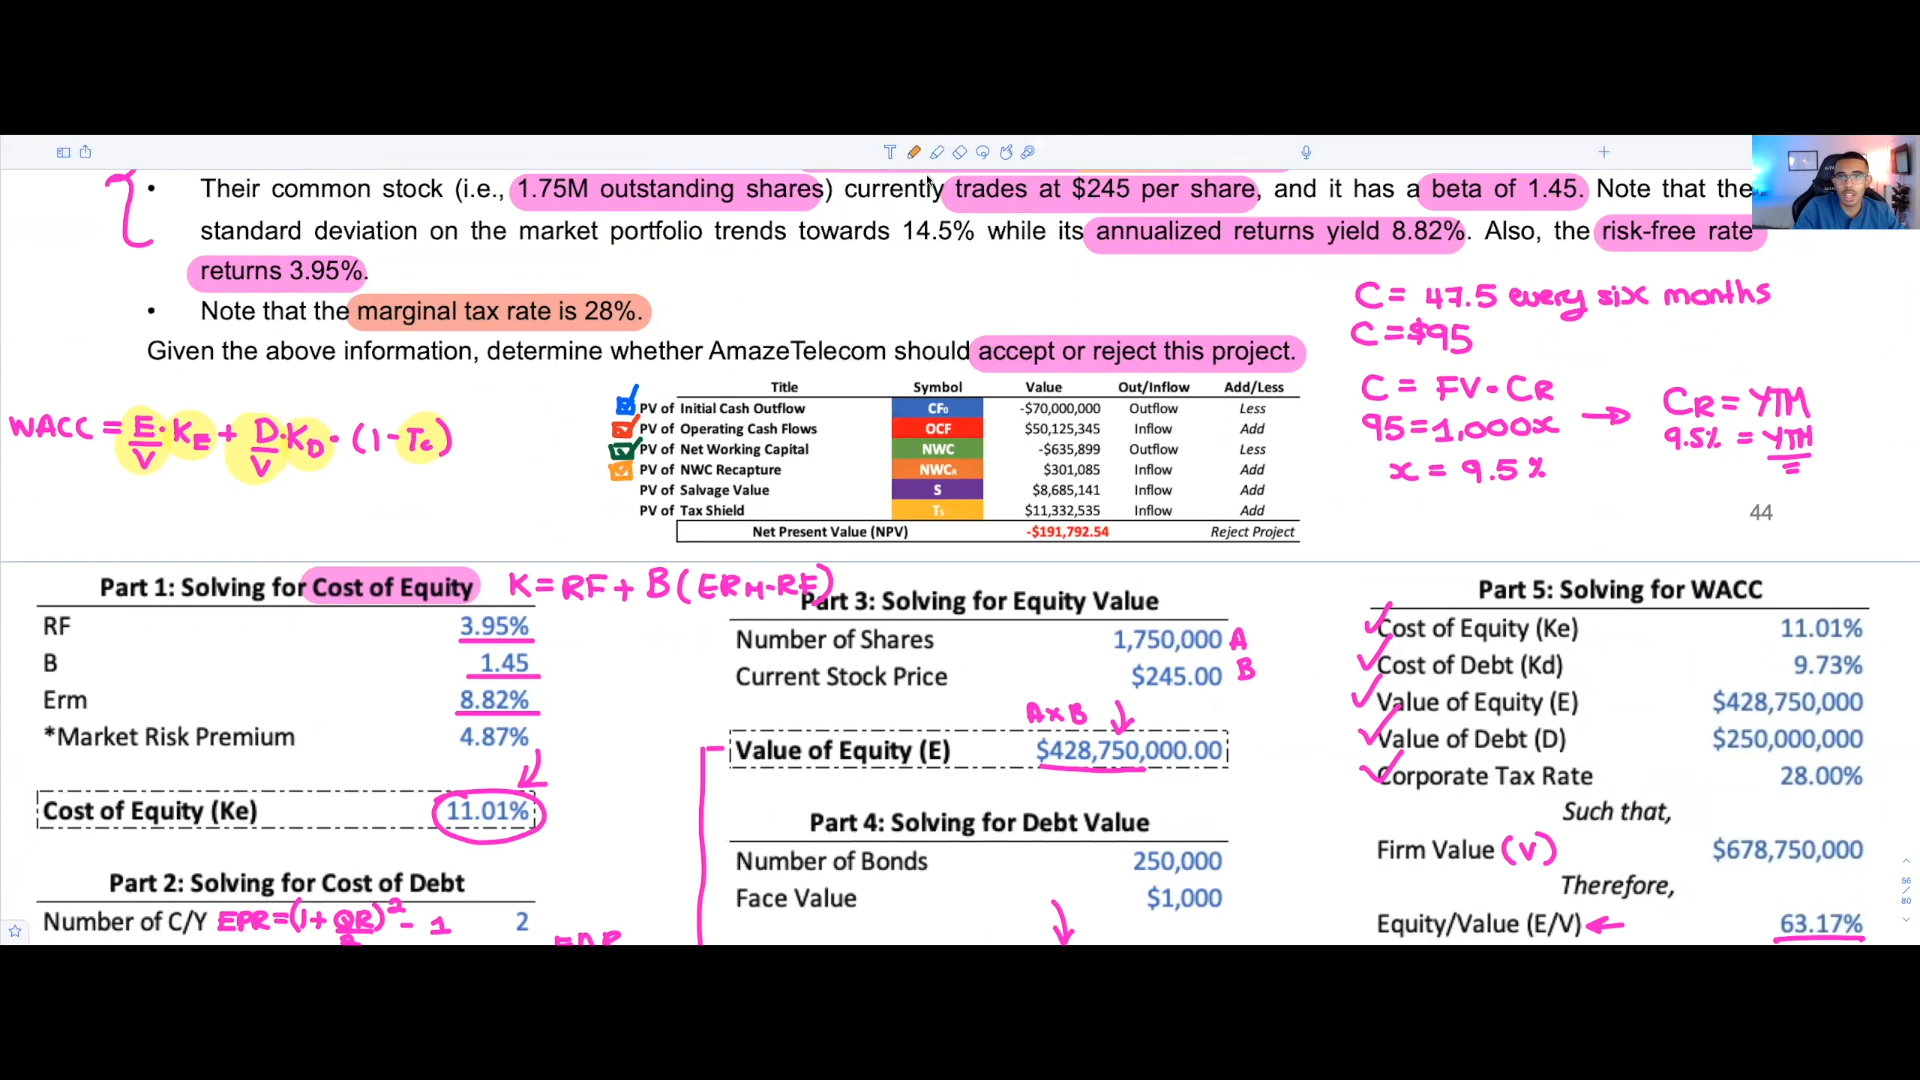 • Their common stock (i.e., 1.75M outstanding shares) currently trades at $245 per share, and it has a beta of 1.45. Note that the
standard deviation on the market portfolio trends towards 14.5% while its annualized returns yield 8.82%. Also, the risk-free rate
returns 3.95%.
• Note that the marginal tax rate is 28%.
Given the above information, determine whether AmazeTelecom should accept or reject this project.
C = 47.5 every six months
C = $95
C = FV · CR
95 = 1,000x
x = 9.5%
CR = YTM
9.5% = YTM
WACC = E/V · KE + D/V · KD · (1 - Tc)
Title Symbol Value Out/Inflow Add/Less
PV of Initial Cash Outflow CF0 -$70,000,000 Outflow Less
PV of Operating Cash Flows OCF $50,125,345 Inflow Add
PV of Net Working Capital NWC -$635,899 Outflow Less
PV of NWC Recapture NWCR $301,085 Inflow Add
PV of Salvage Value S $8,685,141 Inflow Add
PV of Tax Shield Ts $11,332,535 Inflow Add
Net Present Value (NPV) -$191,792.54 Reject Project
44
Part 1: Solving for Cost of Equity
K = RF + B (ERM - RF)
RF 3.95%
B 1.45
Erm 8.82%
*Market Risk Premium 4.87%
Cost of Equity (Ke) 11.01%
Part 2: Solving for Cost of Debt
Number of C/Y EPR = (1 + QR)² - 1 2
Part 3: Solving for Equity Value
Number of Shares 1,750,000 A
Current Stock Price $245.00 B
A x B
Value of Equity (E) $428,750,000.00
Part 4: Solving for Debt Value
Number of Bonds 250,000
Face Value $1,000
Part 5: Solving for WACC
Cost of Equity (Ke) 11.01%
Cost of Debt (Kd) 9.73%
Value of Equity (E) $428,750,000
Value of Debt (D) $250,000,000
Corporate Tax Rate 28.00%
Such that,
Firm Value (V) $678,750,000
Therefore,
Equity/Value (E/V) 63.17%
56
/
80